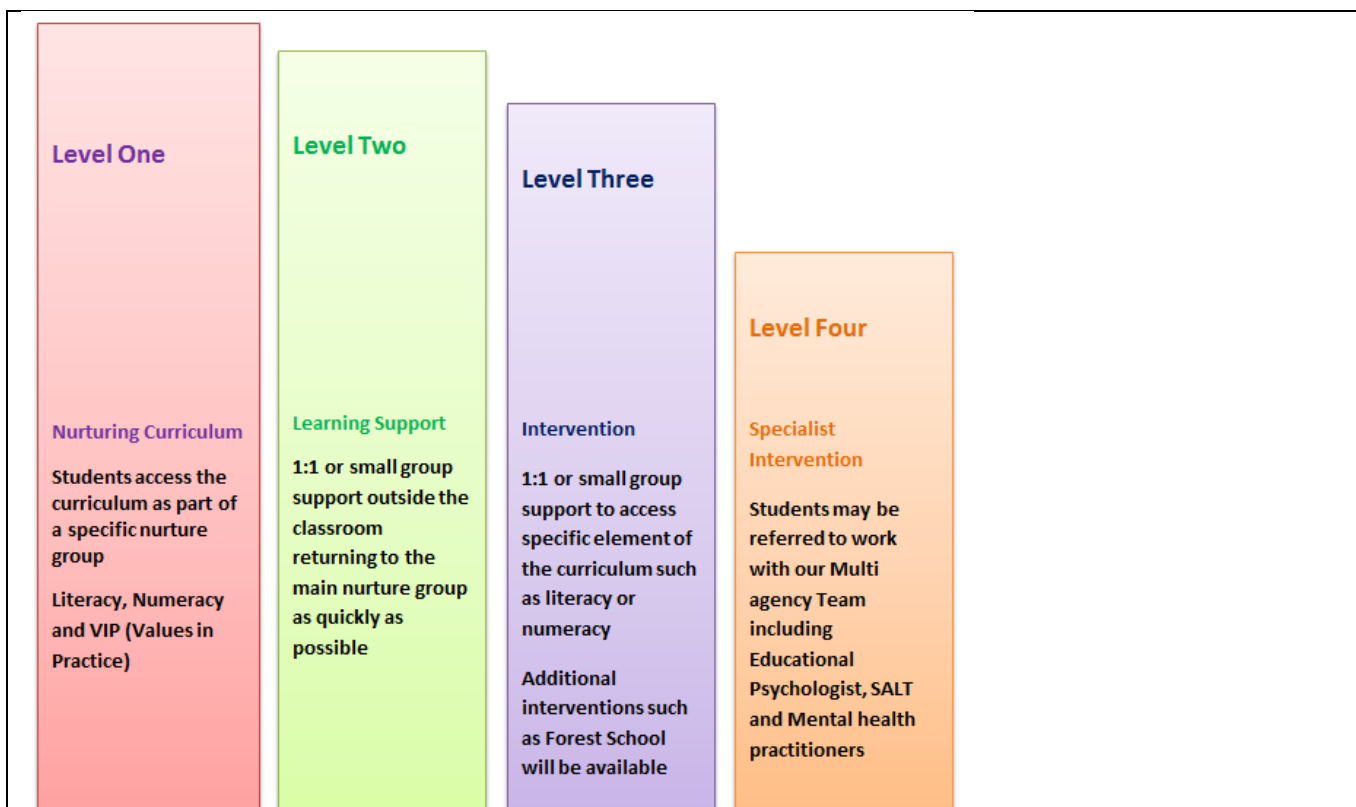 Level One
Nurturing Curriculum
Students access the
curriculum as part of
a specific nurture
group
Literacy, Numeracy
and VIP (Values in
Practice)
Level Two
Learning Support
1:1 or small group
support outside the
classroom
returning to the
main nurture group
as quickly as
possible
Level Three
Intervention
1:1 or small group
support to access
specific element of
the curriculum such
as literacy or
numeracy
Additional
interventions such
as Forest School
will be available
Level Four
Specialist
Intervention
Students may be
referred to work
with our Multi
agency Team
including
Educational
Psychologist, SALT
and Mental health
practitioners